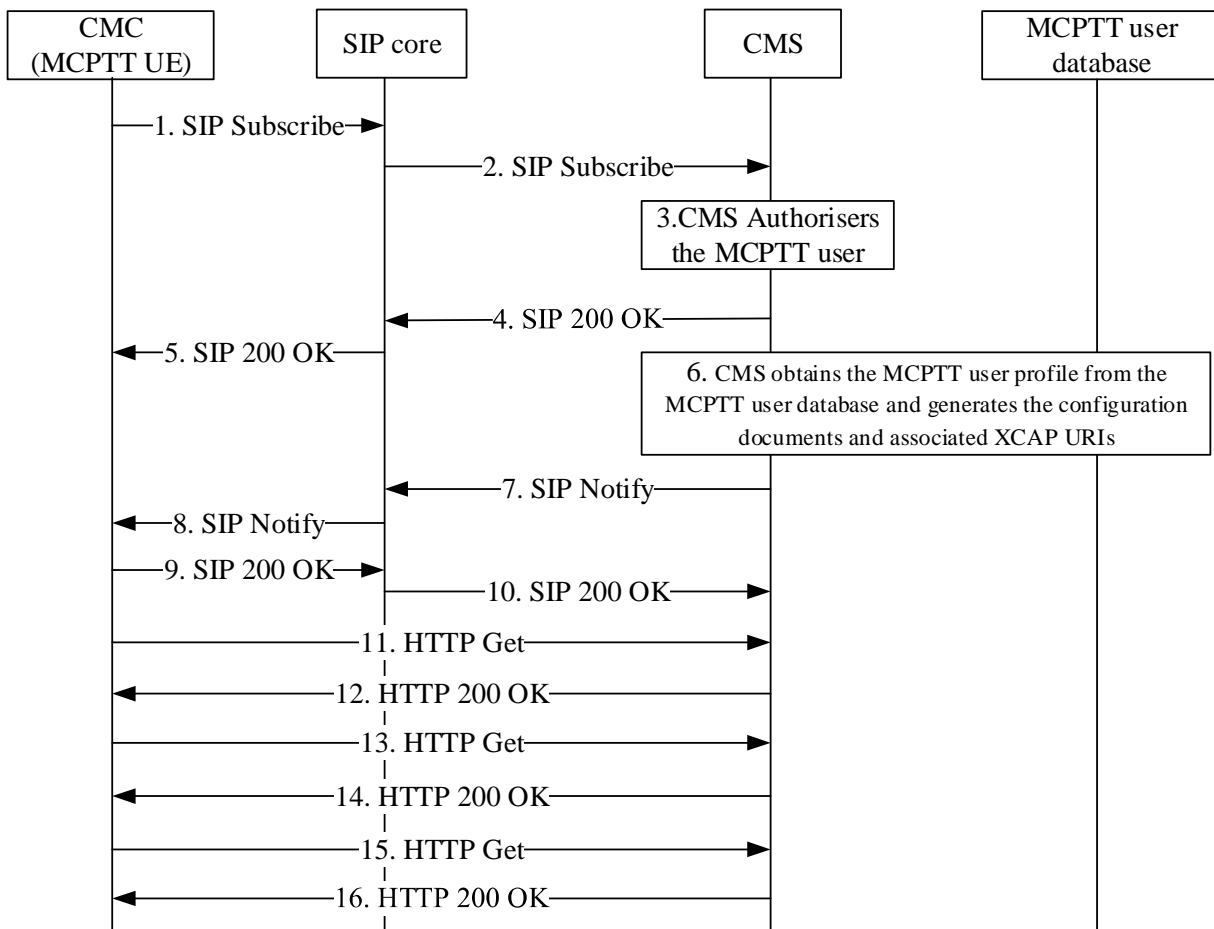 CMC
(MCPTT UE)
SIP core
CMS
MCPTT user
database
1. SIP Subscribe
2. SIP Subscribe
3.CMS Authorisers
the MCPTT user
4. SIP 200 OK
5. SIP 200 OK
6. CMS obtains the MCPTT user profile from the
MCPTT user database and generates the configuration
documents and associated XCAP URIs
7. SIP Notify
8. SIP Notify
9. SIP 200 OK
10. SIP 200 OK
11. HTTP Get
12. HTTP 200 OK
13. HTTP Get
14. HTTP 200 OK
15. HTTP Get
16. HTTP 200 OK